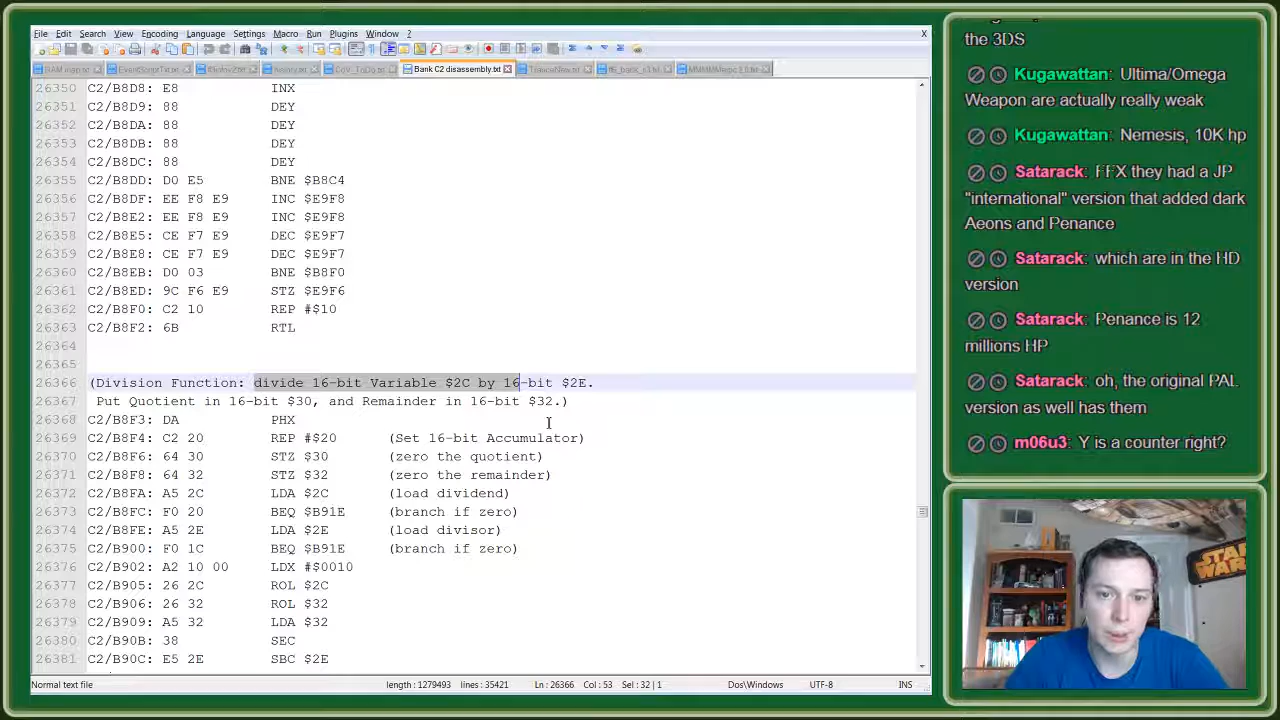 File Edit Search View Encoding Language Settings Macro Run Plugins Window ? X
RAM map.txt EventScriptTxt.txt CoV_ToDo.txt Bank C2 disassembly.txt TranceNew.txt ff6_bank_c3.txt
26350 C2/B8D8: E8 INX
26351 C2/B8D9: 88 DEY
26352 C2/B8DA: 88 DEY
26353 C2/B8DB: 88 DEY
26354 C2/B8DC: 88 DEY
26355 C2/B8DD: D0 E5 BNE $B8C4
26356 C2/B8DF: EE F8 E9 INC $E9F8
26357 C2/B8E2: EE F8 E9 INC $E9F8
26358 C2/B8E5: CE F7 E9 DEC $E9F7
26359 C2/B8E8: CE F7 E9 DEC $E9F7
26360 C2/B8EB: D0 03 BNE $B8F0
26361 C2/B8ED: 9C F6 E9 STZ $E9F6
26362 C2/B8F0: C2 10 REP #$10
26363 C2/B8F2: 6B RTL
26364
26365
26366 (Division Function: divide 16-bit Variable $2C by 16-bit $2E.
26367 Put Quotient in 16-bit $30, and Remainder in 16-bit $32.)
26368 C2/B8F3: DA PHX
26369 C2/B8F4: C2 20 REP #$20 (Set 16-bit Accumulator)
26370 C2/B8F6: 64 30 STZ $30 (zero the quotient)
26371 C2/B8F8: 64 32 STZ $32 (zero the remainder)
26372 C2/B8FA: A5 2C LDA $2C (load dividend)
26373 C2/B8FC: F0 20 BEQ $B91E (branch if zero)
26374 C2/B8FE: A5 2E LDA $2E (load divisor)
26375 C2/B900: F0 1C BEQ $B91E (branch if zero)
26376 C2/B902: A2 10 00 LDX #$0010
26377 C2/B905: 26 2C ROL $2C
26378 C2/B906: 26 32 ROL $32
26379 C2/B909: A5 32 LDA $32
26380 C2/B90B: 38 SEC
26381 C2/B90C: E5 2E SBC $2E
Normal text file length : 1279493 lines : 35421 Ln : 26366 Col : 53 Sel : 32 | 1 Dos\Windows UTF-8 INS
the 3DS
Kugawattan: Ultima/Omega
Weapon are actually really weak
Kugawattan: Nemesis, 10K hp
Satarack: FFX they had a JP
"international" version that added dark
Aeons and Penance
Satarack: which are in the HD
version
Satarack: Penance is 12
millions HP
Satarack: oh, the original PAL
version as well has them
m06u3: Y is a counter right?
STAR
WARS